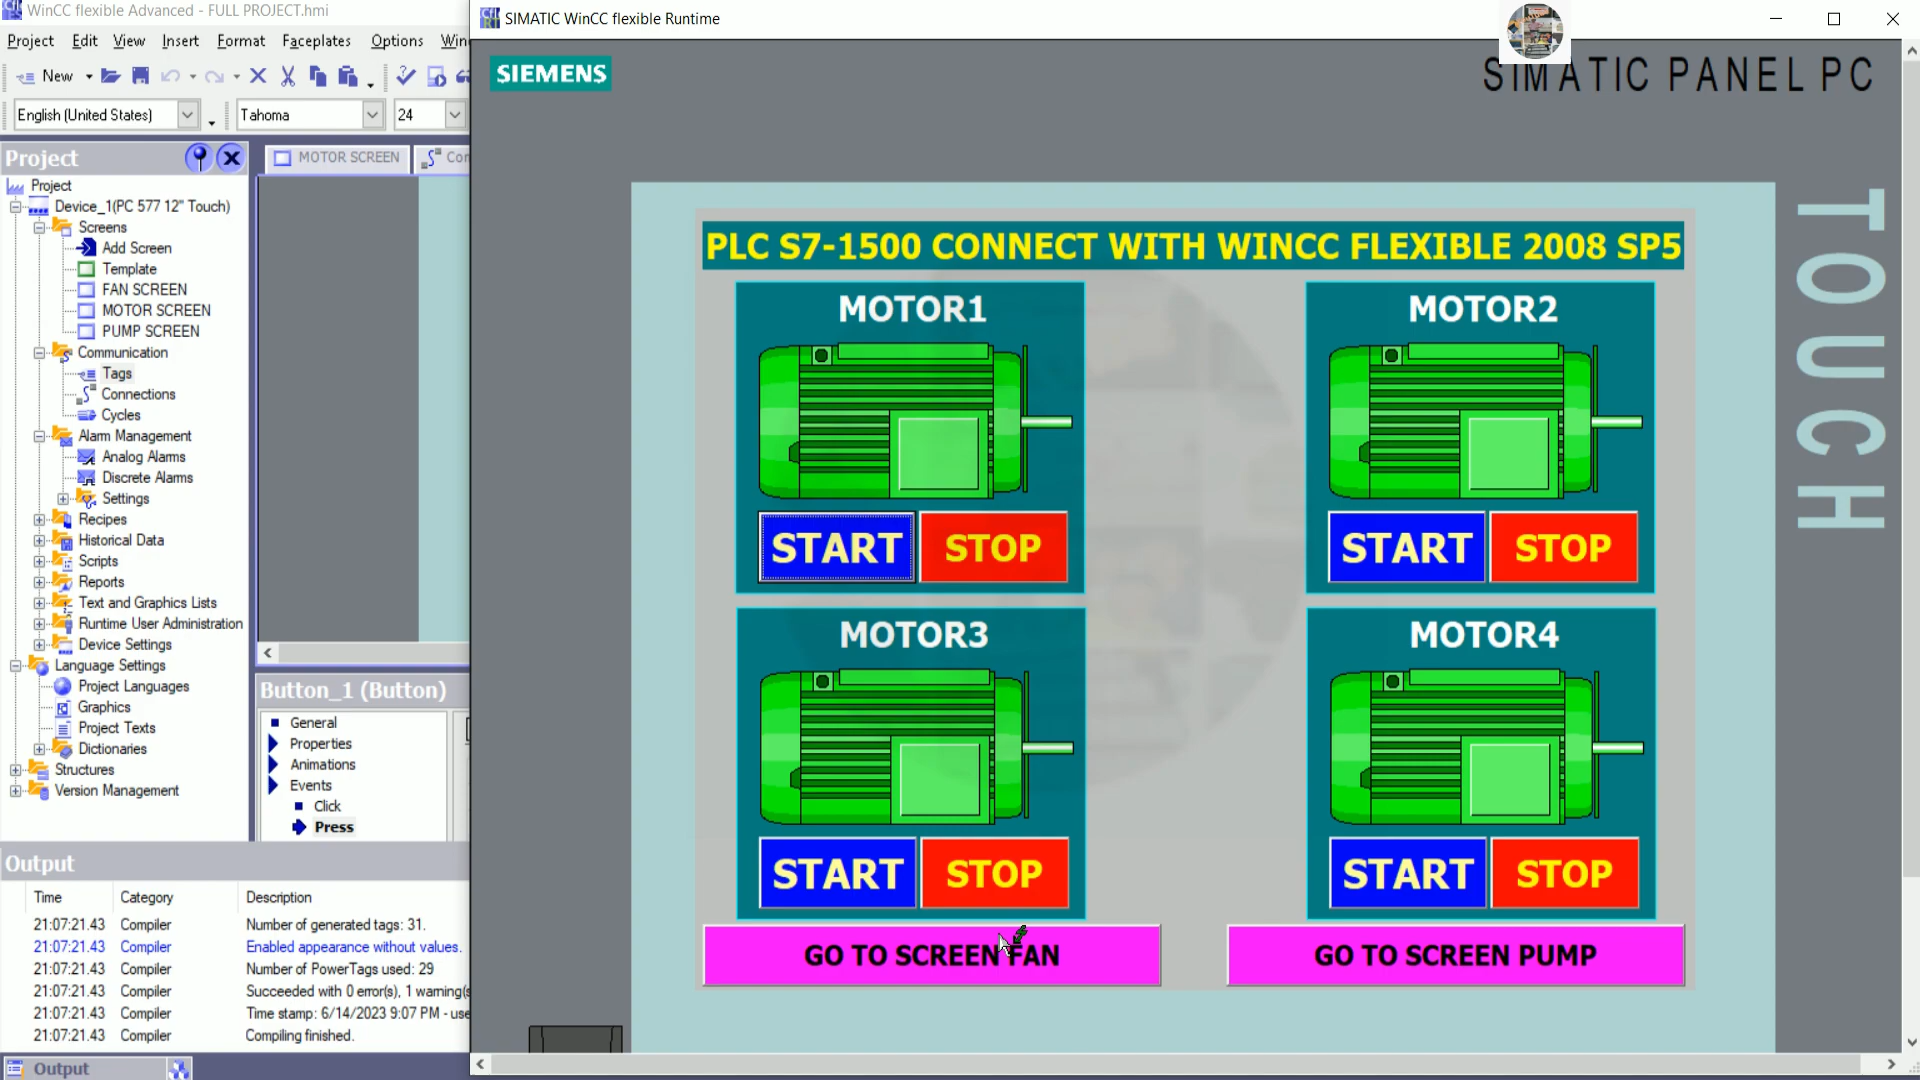 WinCC flexible Advanced - FULL PROJECT.hmi
Project Edit View Insert Format Faceplates Options
New
English (United States) Tahoma 24
Project
MOTOR SCREEN
Project
Device_1(PC 577 12" Touch)
Screens
Add Screen
Template
FAN SCREEN
MOTOR SCREEN
PUMP SCREEN
Communication
Tags
Connections
Cycles
Alarm Management
Analog Alarms
Discrete Alarms
Settings
Recipes
Historical Data
Scripts
Reports
Text and Graphics Lists
Runtime User Administration
Device Settings
Language Settings
Project Languages
Graphics
Project Texts
Dictionaries
Structures
Version Management
Button_1 (Button)
General
Properties
Animations
Events
Click
Press
Output
Time Category Description
21:07:21.43 Compiler Number of generated tags: 31.
21:07:21.43 Compiler Enabled appearance without values.
21:07:21.43 Compiler Number of PowerTags used: 29
21:07:21.43 Compiler Succeeded with 0 error(s), 1 warning(s
21:07:21.43 Compiler Time stamp: 6/14/2023 9:07 PM - use
21:07:21.43 Compiler Compiling finished.
Output
SIMATIC WinCC flexible Runtime
SIEMENS
SIMATIC PANEL PC
TOUCH
PLC S7-1500 CONNECT WITH WINCC FLEXIBLE 2008 SP5
MOTOR1 MOTOR2
START STOP START STOP
MOTOR3 MOTOR4
START STOP START STOP
GO TO SCREEN FAN GO TO SCREEN PUMP